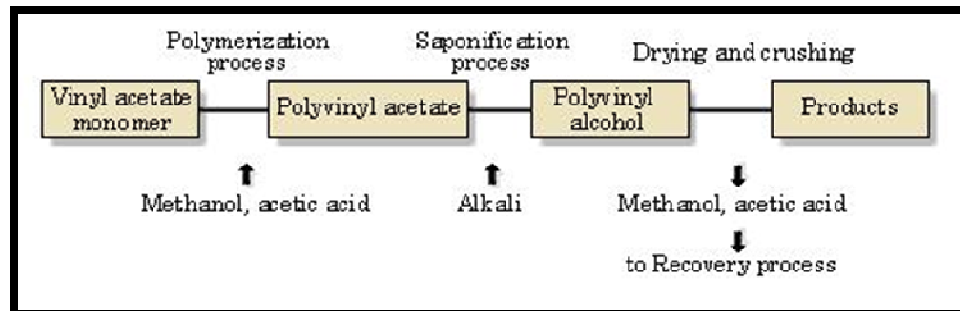 Polymerization
process
Saponification
process
Drying and crushing
Vinyl acetate
monomer
Polyvinyl acetate
Polyvinyl
alcohol
Products
Methanol, acetic acid
Alkali
Methanol, acetic acid
to Recovery process